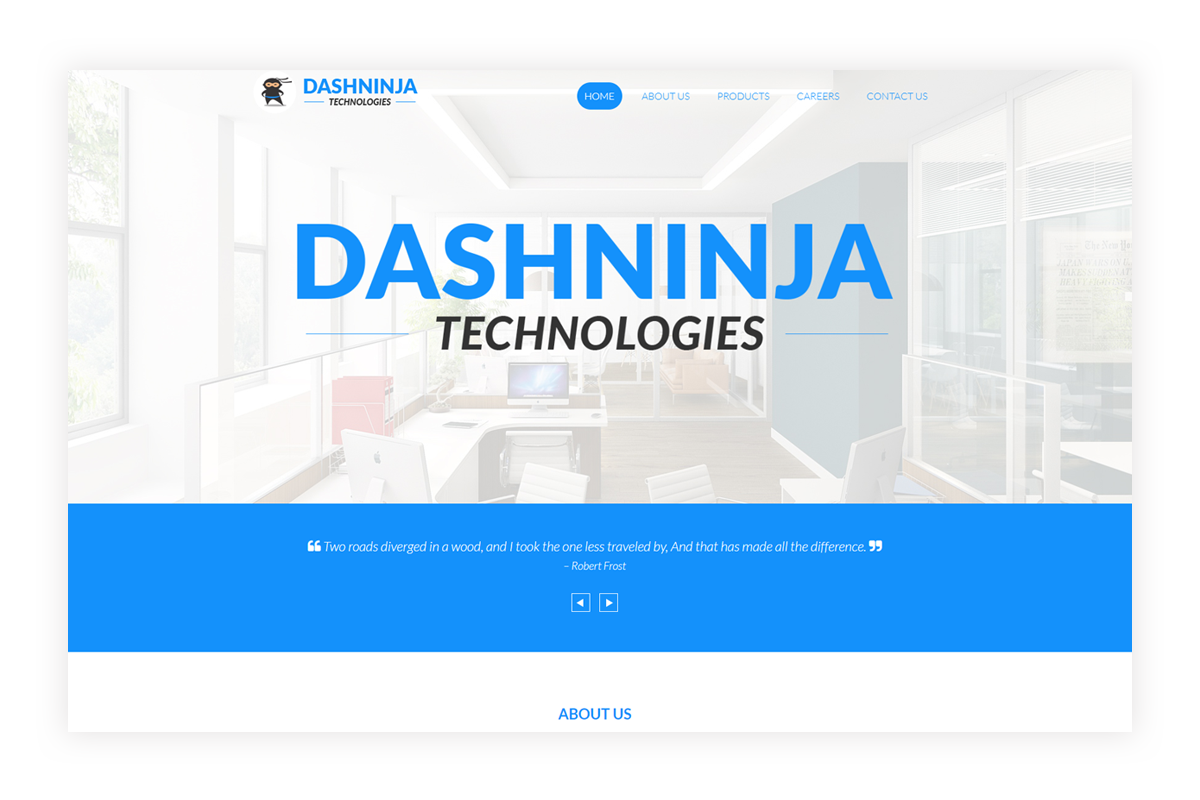 DASHNINJA
TECHNOLOGIES
HOME ABOUT US PRODUCTS CAREERS CONTACT US
DASHNINJA
TECHNOLOGIES
❝ Two roads diverged in a wood, and I took the one less traveled by, And that has made all the difference. ❞
– Robert Frost
ABOUT US